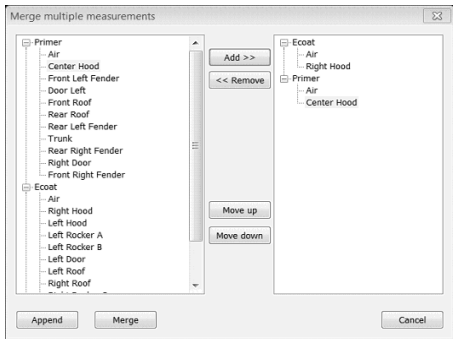 Merge multiple measurements
Primer
Air
Center Hood
Front Left Fender
Door Left
Front Roof
Rear Roof
Rear Left Fender
Trunk
Rear Right Fender
Right Door
Front Right Fender
Ecoat
Air
Right Hood
Left Hood
Left Rocker A
Left Rocker B
Left Door
Left Roof
Right Roof
Add >>
<< Remove
Move up
Move down
Ecoat
Air
Right Hood
Primer
Air
Center Hood
Append
Merge
Cancel